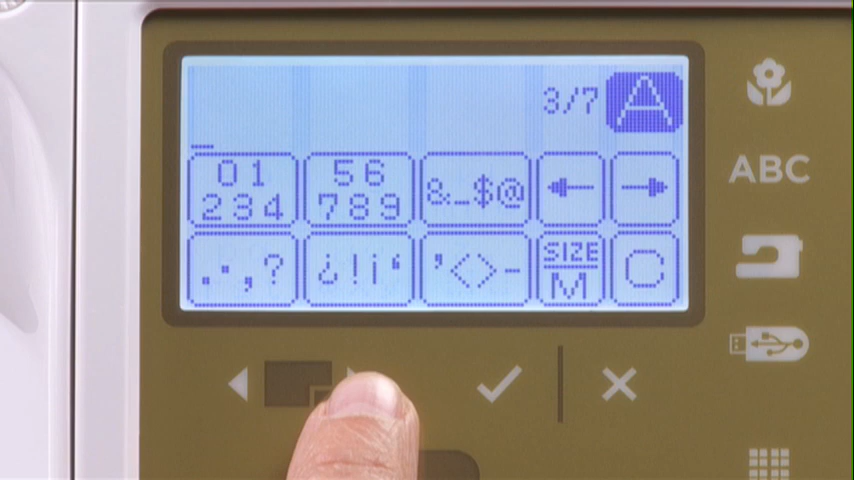 3/7 A
01 56 &_$@
234 789
.·,? ¿!¡‘ ’<>- SIZE C
M
ABC